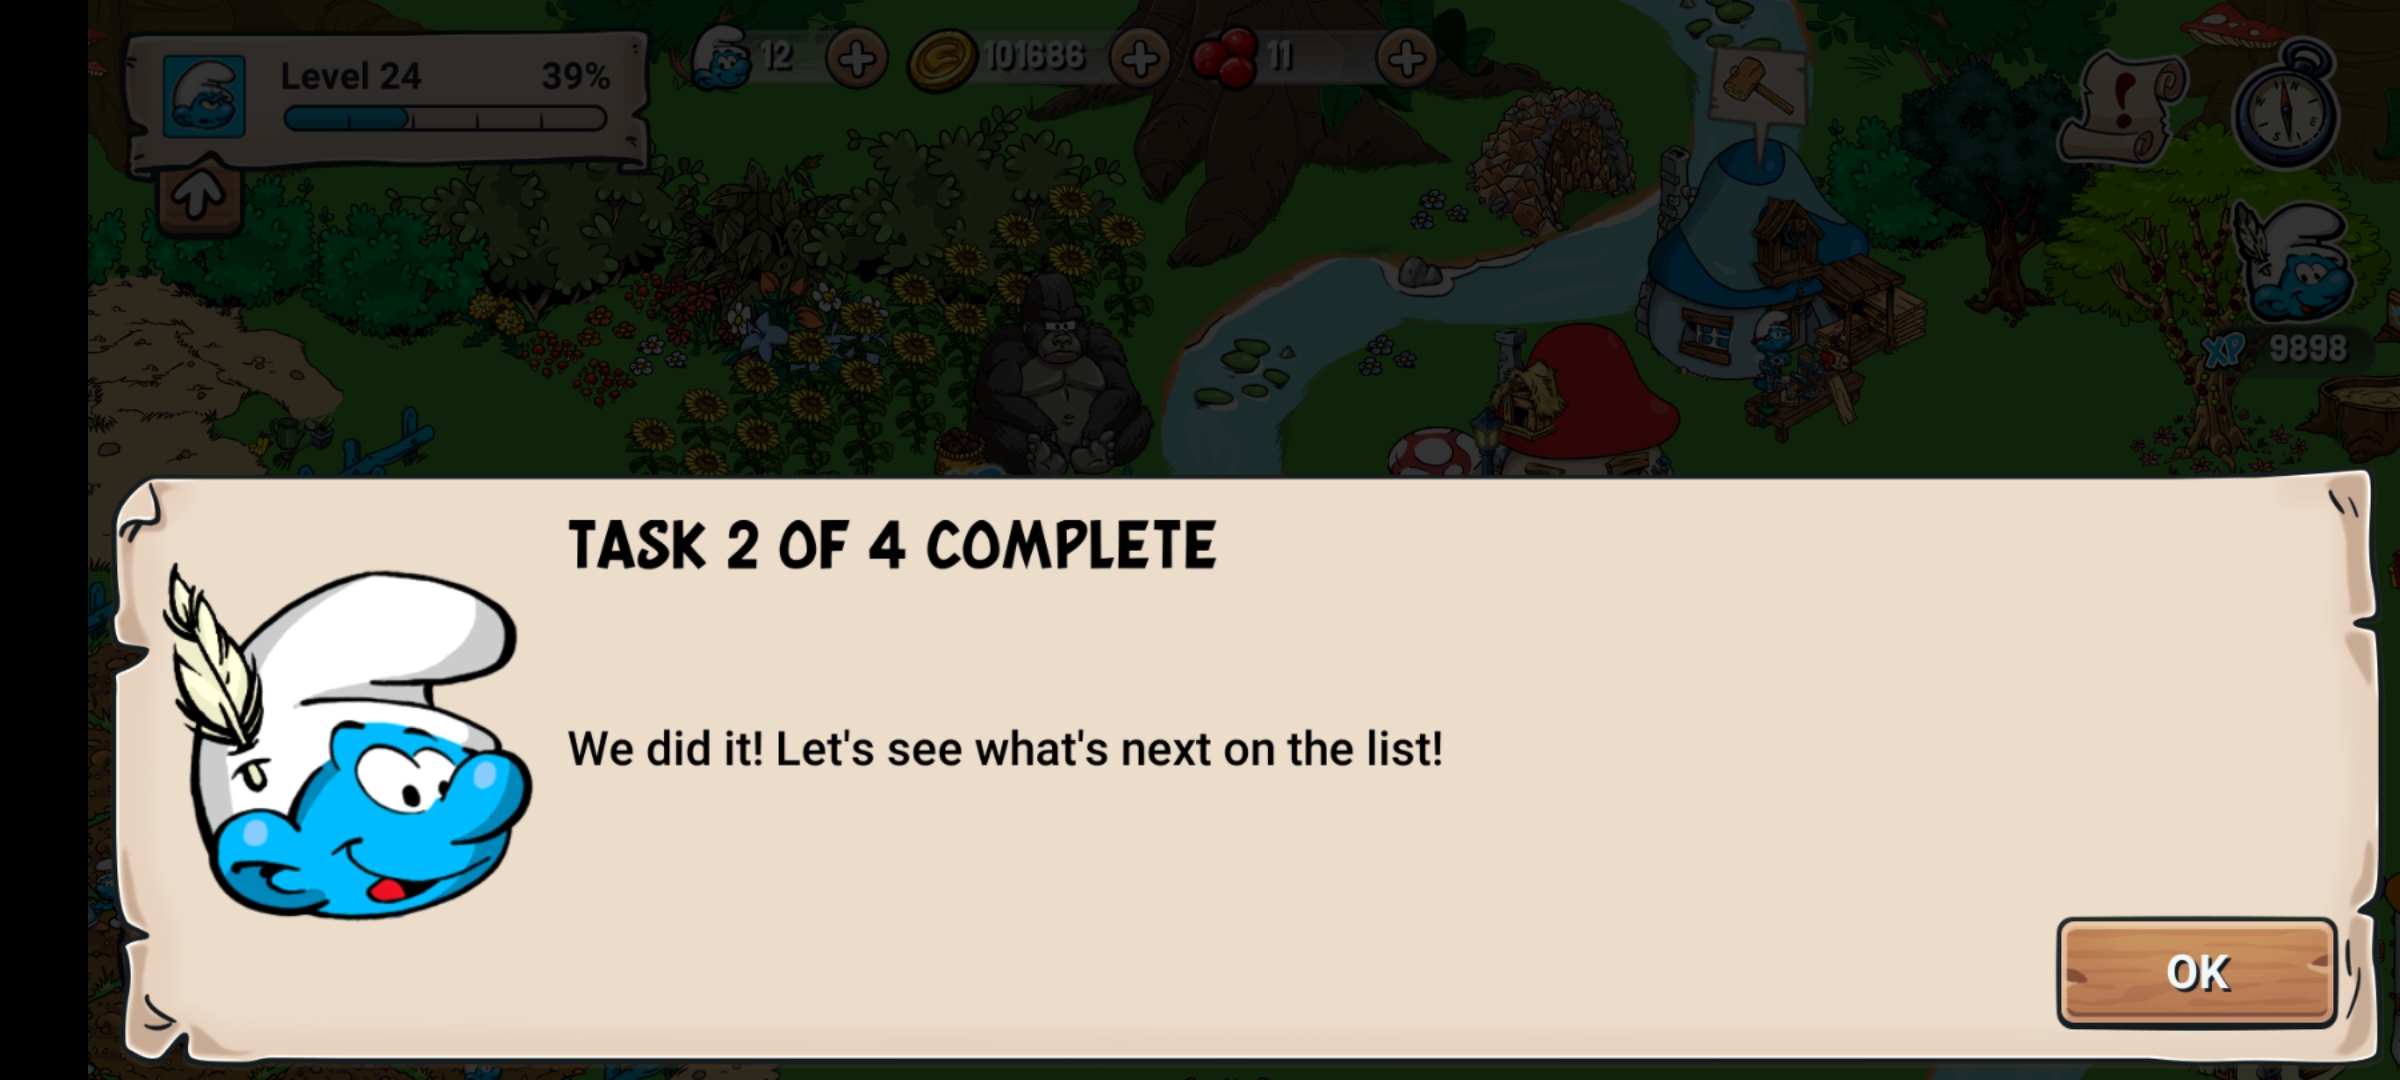 Level 24 39%
12
101686
11
XP 9898
TASK 2 OF 4 COMPLETE
We did it! Let's see what's next on the list!
OK